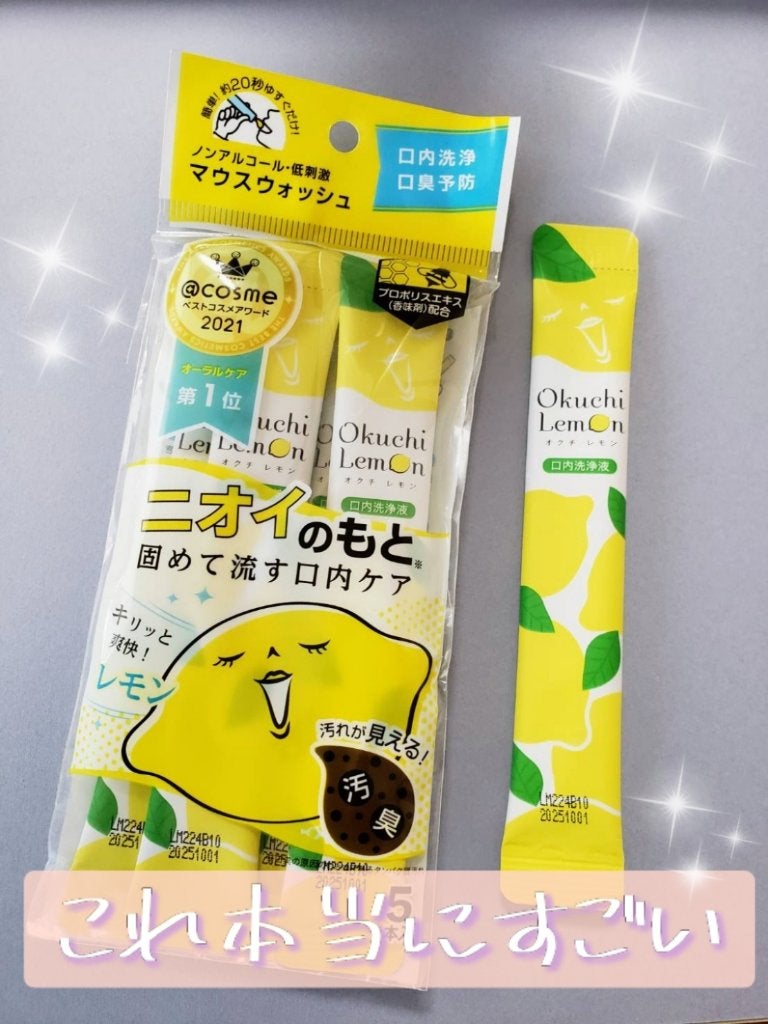 簡単!約20秒ゆすぐだけ!
ノンアルコール・低刺激
マウスウォッシュ
口内洗浄
口臭予防
@cosme
ベストコスメアワード
2021
オーラルケア
第1位
プロポリスエキス
(香味剤)配合
Okuchi
Lemon
オクチ レモン
口内洗浄液
Okuchi
Lemon
オクチ レモン
口内洗浄液
ニオイのもと※
固めて流す口内ケア
キリッと
爽快!
レモン
汚れが見える!
汚
臭
LM224B10
20251001
LM224B10
20251001
LM224B10
20251001
5
これ本当にすごい